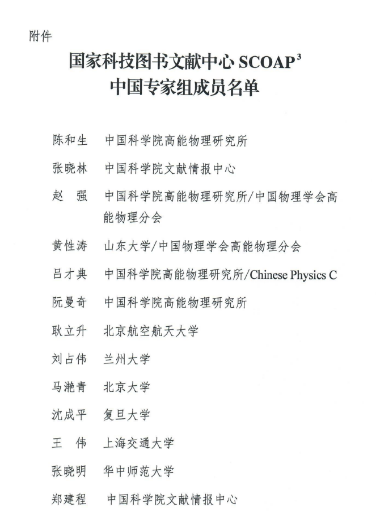 附件
国家科技图书文献中心 SCOAP³
中国专家组成员名单
陈和生 中国科学院高能物理研究所
张晓林 中国科学院文献情报中心
赵 强 中国科学院高能物理研究所/中国物理学会高
能物理分会
黄性涛 山东大学/中国物理学会高能物理分会
吕才典 中国科学院高能物理研究所/Chinese Physics C
阮曼奇 中国科学院高能物理研究所
耿立升 北京航空航天大学
刘占伟 兰州大学
马滟青 北京大学
沈成平 复旦大学
王 伟 上海交通大学
张晓明 华中师范大学
郑建程 中国科学院文献情报中心